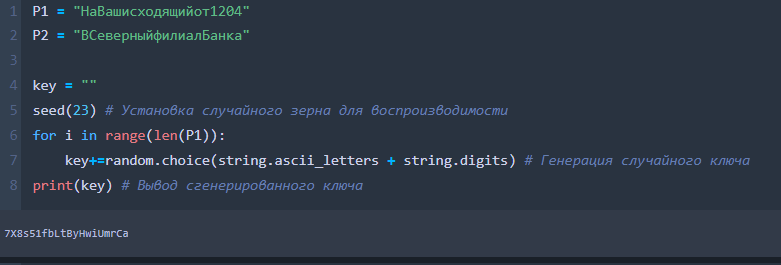 1 P1 = "НаВашисходящийот1204"
2 P2 = "ВСеверныйфилиалБанка"
3
4 key = ""
5 seed(23) # Установка случайного зерна для воспроизводимости
6 for i in range(len(P1)):
7 key+=random.choice(string.ascii_letters + string.digits) # Генерация случайного ключа
8 print(key) # Вывод сгенерированного ключа
7X8s51fbLtByHwiUmrCa